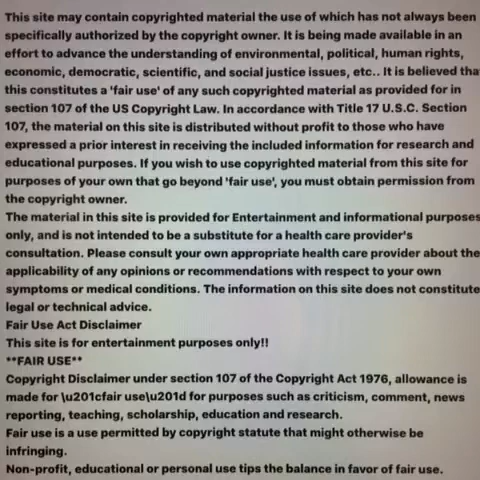 This site may contain copyrighted material the use of which has not always been
specifically authorized by the copyright owner. It is being made available in an
effort to advance the understanding of environmental, political, human rights,
economic, democratic, scientific, and social justice issues, etc.. It is believed tha
this constitutes a 'fair use' of any such copyrighted material as provided for in
section 107 of the US Copyright Law. In accordance with Title 17 U.S.C. Section
107, the material on this site is distributed without profit to those who have
expressed a prior interest in receiving the included information for research and
educational purposes. If you wish to use copyrighted material from this site for
purposes of your own that go beyond 'fair use', you must obtain permission from
the copyright owner.
The material in this site is provided for Entertainment and informational purposes
only, and is not intended to be a substitute for a health care provider's
consultation. Please consult your own appropriate health care provider about the
applicability of any opinions or recommendations with respect to your own
symptoms or medical conditions. The information on this site does not constitute
legal or technical advice.
Fair Use Act Disclaimer
This site is for entertainment purposes only!!
**FAIR USE**
Copyright Disclaimer under section 107 of the Copyright Act 1976, allowance is
made for \u201cfair use\u201d for purposes such as criticism, comment, news
reporting, teaching, scholarship, education and research.
Fair use is a use permitted by copyright statute that might otherwise be
infringing.
Non-profit, educational or personal use tips the balance in favor of fair use.